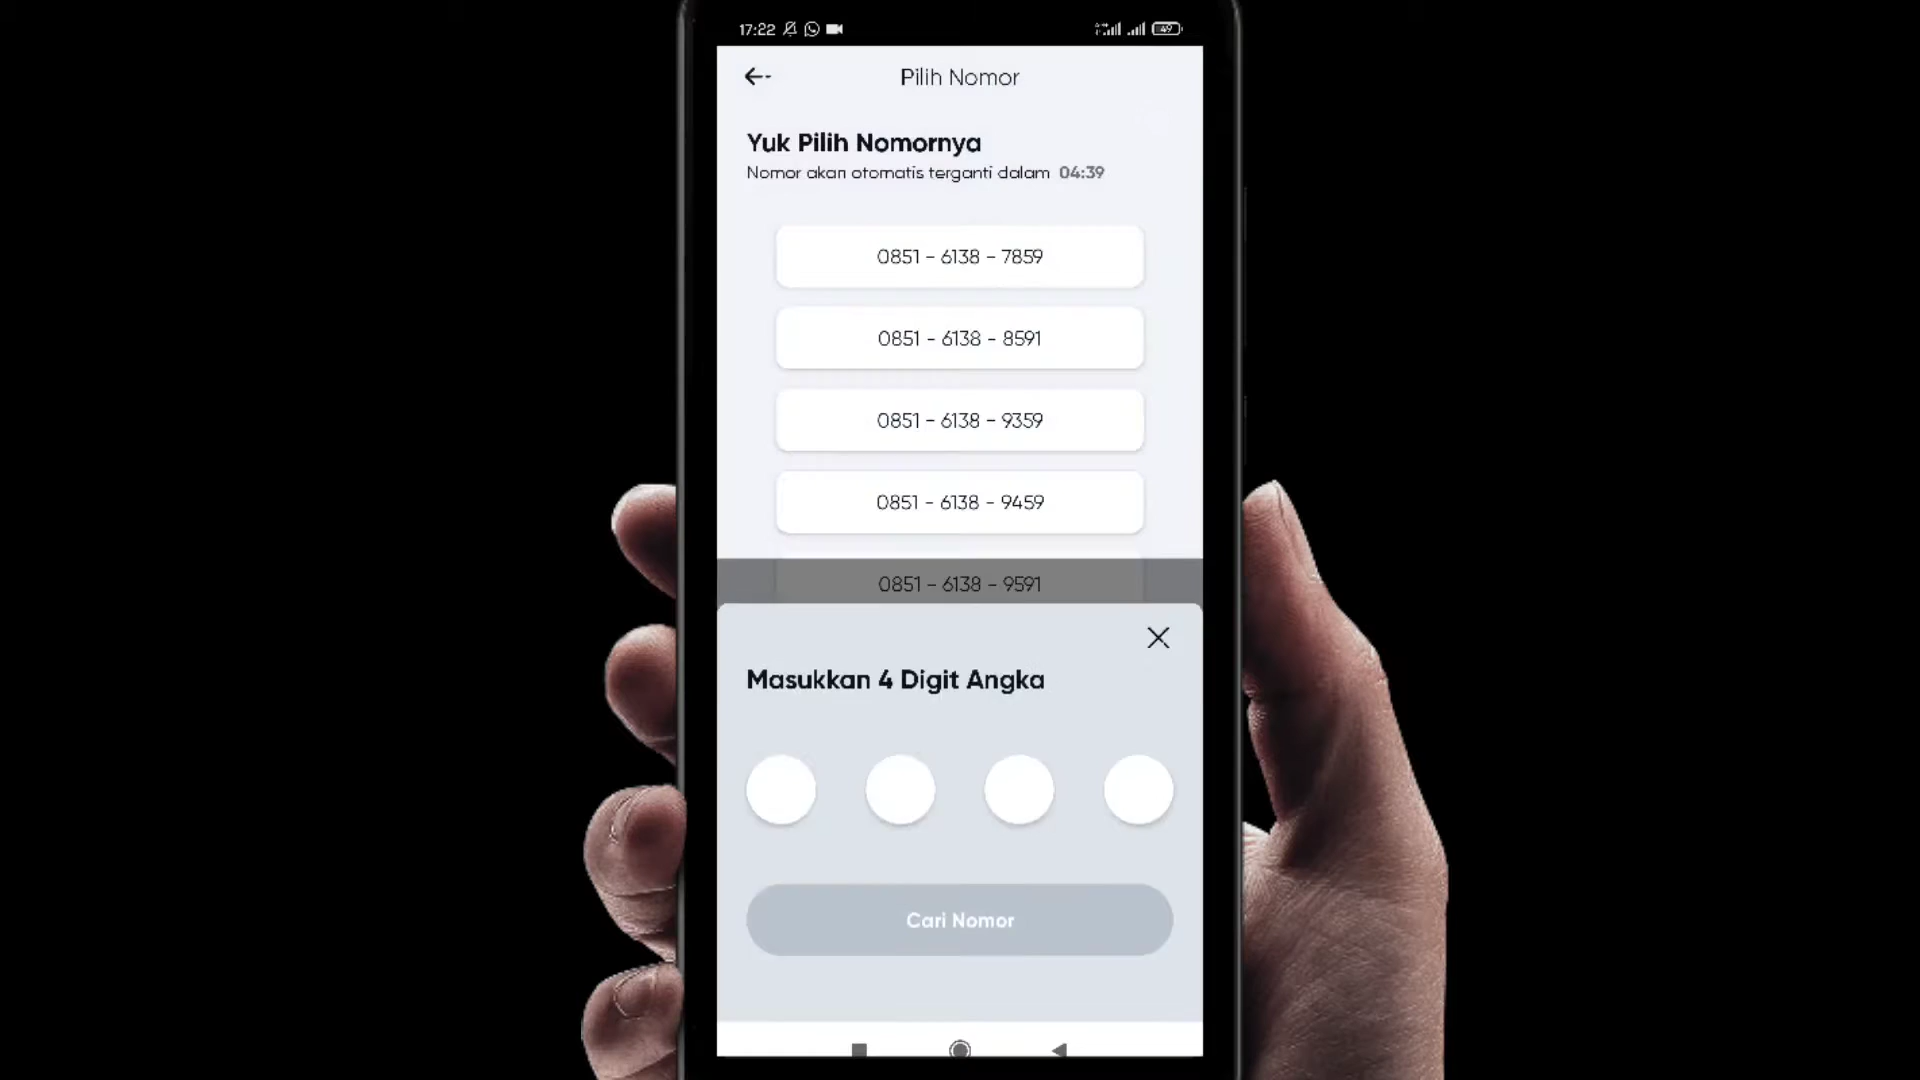 17:22
49
Pilih Nomor
Yuk Pilih Nomornya
Nomor akan otomatis terganti dalam 04:39
0851 - 6138 - 7859
0851 - 6138 - 8591
0851 - 6138 - 9359
0851 - 6138 - 9459
0851 - 6138 - 9591
Masukkan 4 Digit Angka
Cari Nomor